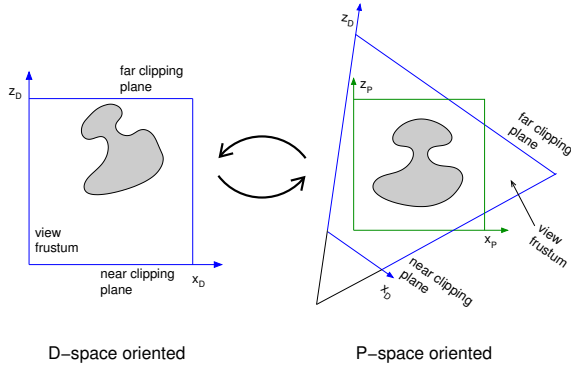 z_D
far clipping
plane
view
frustum
near clipping
plane
x_D
D-space oriented
z_D
z_P
far clipping
plane
view
frustum
x_P
near clipping
plane
x_D
P-space oriented